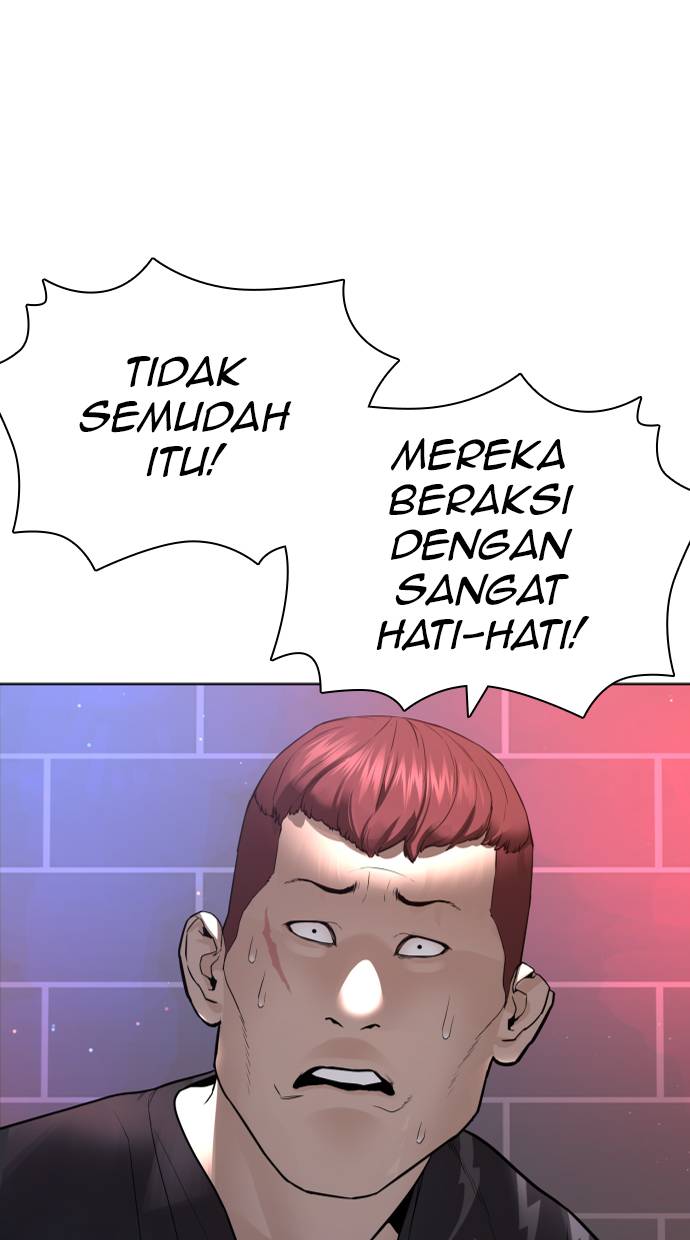 TIDAK
SEMUDAH
ITU!
MEREKA
BERAKSI
DENGAN
SANGAT
HATI-HATI!